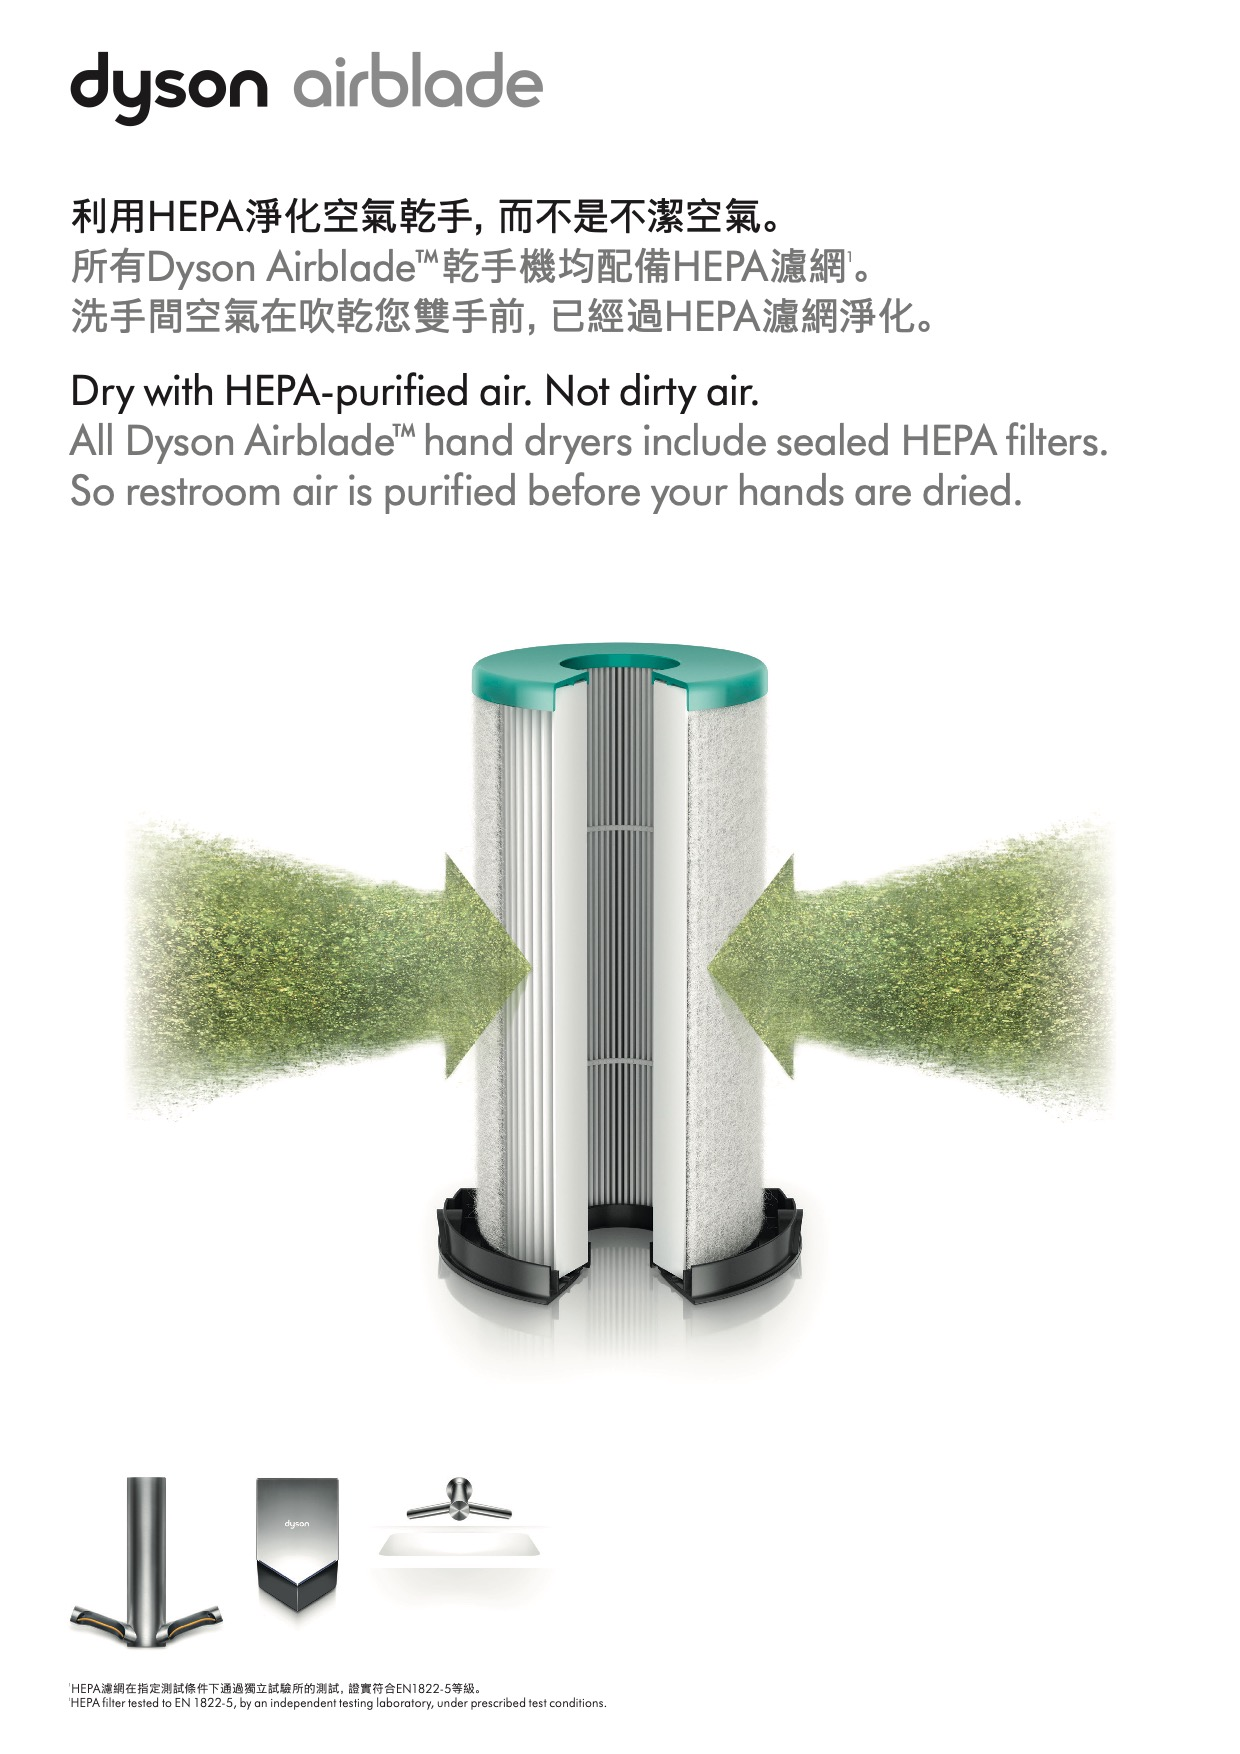 dyson airblade
利用HEPA淨化空氣乾手, 而不是不潔空氣。
所有Dyson Airblade™乾手機均配備HEPA濾網¹。
洗手間空氣在吹乾您雙手前, 已經過HEPA濾網淨化。
Dry with HEPA-purified air. Not dirty air.
All Dyson Airblade™ hand dryers include sealed HEPA filters.
So restroom air is purified before your hands are dried.
dyson
¹HEPA濾網在指定測試條件下通過獨立試驗所的測試, 證實符合EN1822-5等級。
¹HEPA filter tested to EN 1822-5, by an independent testing laboratory, under prescribed test conditions.